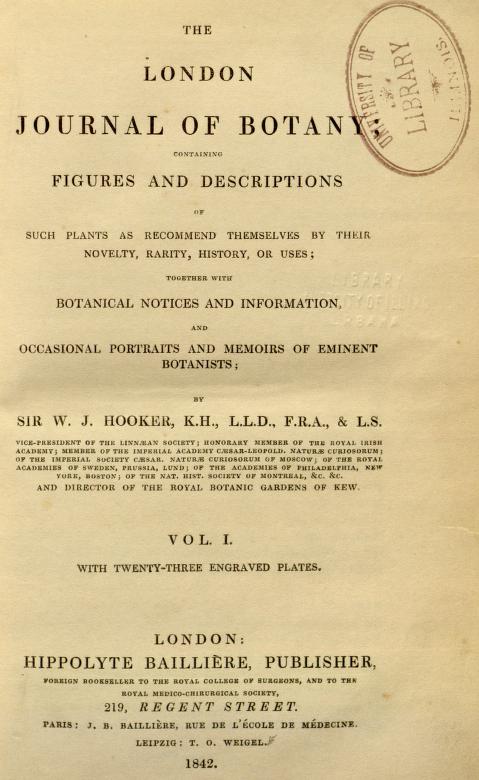 THE
LONDON
JOURNAL OF BOTANY;
CONTAINING
FIGURES AND DESCRIPTIONS
OF
SUCH PLANTS AS RECOMMEND THEMSELVES BY THEIR
NOVELTY, RARITY, HISTORY, OR USES;
TOGETHER WITH
BOTANICAL NOTICES AND INFORMATION,
AND
OCCASIONAL PORTRAITS AND MEMOIRS OF EMINENT
BOTANISTS;
BY
SIR W. J. HOOKER, K.H., L.L.D., F.R.A., & L.S.
VICE-PRESIDENT OF THE LINNÆAN SOCIETY; HONORARY MEMBER OF THE ROYAL IRISH
ACADEMY; MEMBER OF THE IMPERIAL ACADEMY CÆSAR-LEOPOLD. NATURÆ CURIOSORUM;
OF THE IMPERIAL SOCIETY CÆSAR. NATURÆ CURIOSORUM OF MOSCOW; OF THE ROYAL
ACADEMIES OF SWEDEN, PRUSSIA, LUND; OF THE ACADEMIES OF PHILADELPHIA, NEW
YORK, BOSTON; OF THE NAT. HIST. SOCIETY OF MONTREAL, &C. &C.
AND DIRECTOR OF THE ROYAL BOTANIC GARDENS OF KEW.
VOL. I.
WITH TWENTY-THREE ENGRAVED PLATES.
LONDON:
HIPPOLYTE BAILLIÈRE, PUBLISHER,
FOREIGN BOOKSELLER TO THE ROYAL COLLEGE OF SURGEONS, AND TO THE
ROYAL MEDICO-CHIRURGICAL SOCIETY,
219, REGENT STREET.
PARIS: J. B. BAILLIÈRE, RUE DE L'ÉCOLE DE MÉDECINE.
LEIPZIG: T. O. WEIGEL.
1842.
UNIVERSITY OF
LIBRARY
ILLINOIS.
LIBRARY
URBANA